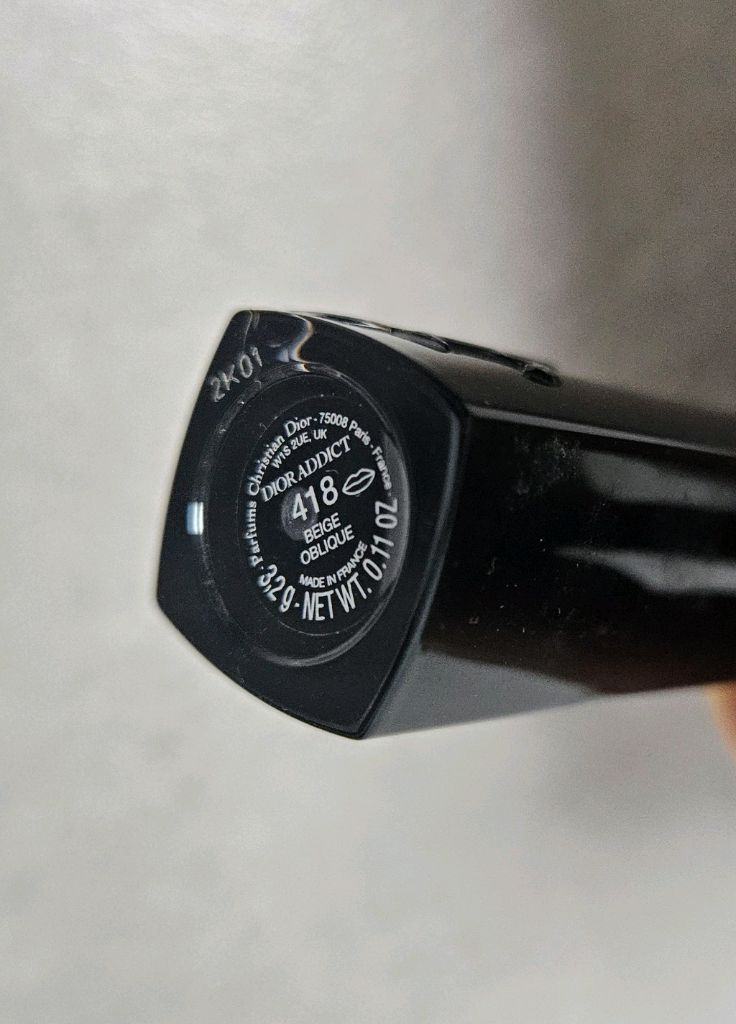 2K01
Parfums Christian Dior - 75008 Paris - France -
W1S 2UE, UK
DIOR ADDICT
418
BEIGE
OBLIQUE
MADE IN FRANCE
3,2 g - NET WT. 0.11 OZ